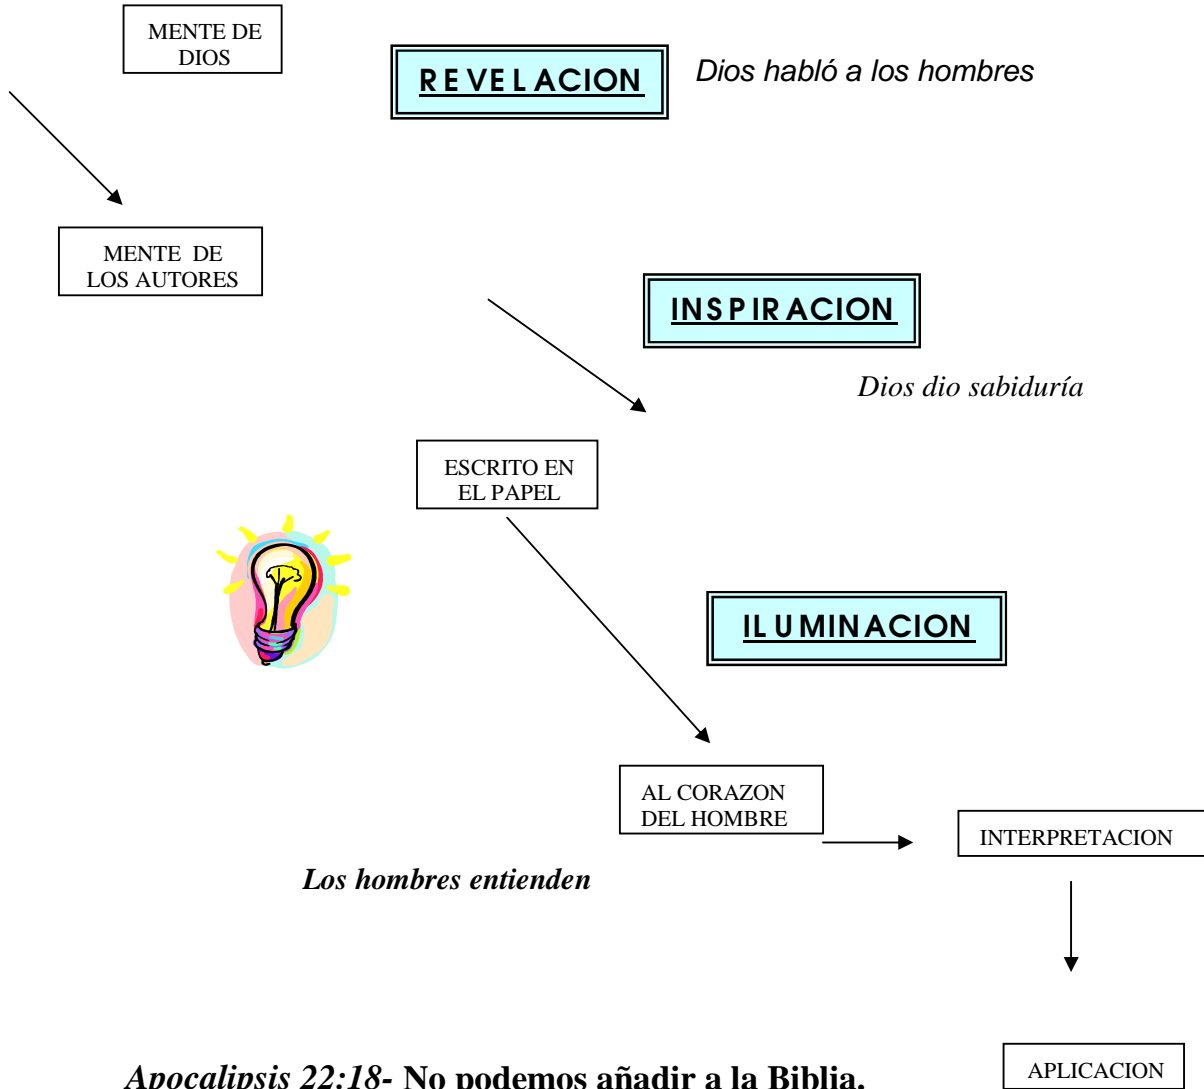 MENTE DE
DIOS
REVELACION
Dios habló a los hombres
MENTE DE
LOS AUTORES
INSPIRACION
Dios dio sabiduría
ESCRITO EN
EL PAPEL
ILUMINACION
AL CORAZON
DEL HOMBRE
INTERPRETACION
Los hombres entienden
APLICACION
Apocalipsis 22:18- No podemos añadir a la Biblia.